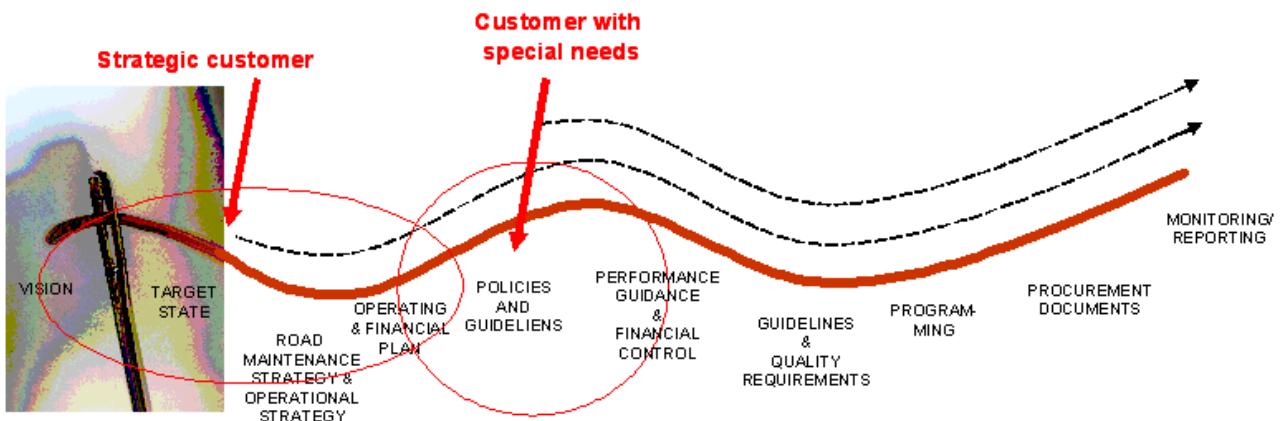 Customer with
special needs
Strategic customer
VISION
TARGET
STATE
ROAD
MAINTENANCE
STRATEGY &
OPERATIONAL
STRATEGY
OPERATING
& FINANCIAL
PLAN
POLICIES
AND
GUIDELIENS
PERFORMANCE
GUIDANCE
&
FINANCIAL
CONTROL
GUIDELINES
&
QUALITY
REQUIREMENTS
PROGRAM-
MING
PROCUREMENT
DOCUMENTS
MONITORING/
REPORTING